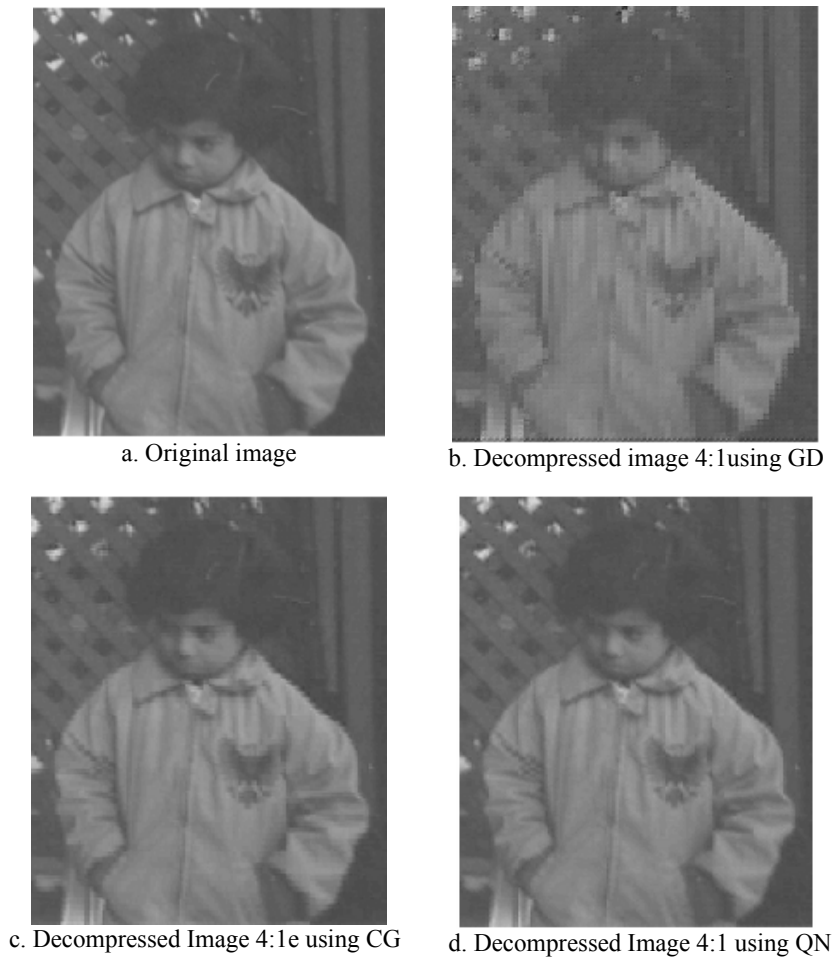 a. Original image
b. Decompressed image 4:1using GD
c. Decompressed Image 4:1e using CG
d. Decompressed Image 4:1 using QN